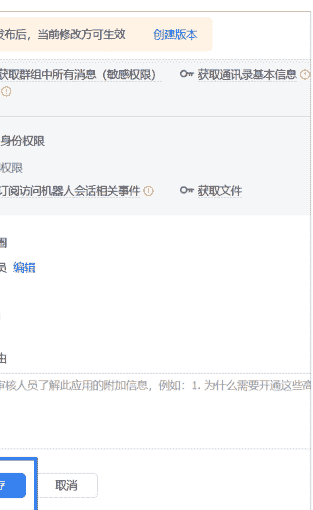 发布后，当前修改方可生效 创建版本
获取群组中所有消息（敏感权限） 获取通讯录基本信息
身份权限
权限
订阅访问机器人会话相关事件 获取文件
围
员 编辑
由
审核人员了解此应用的附加信息，例如：1. 为什么需要开通这些高
存 取消